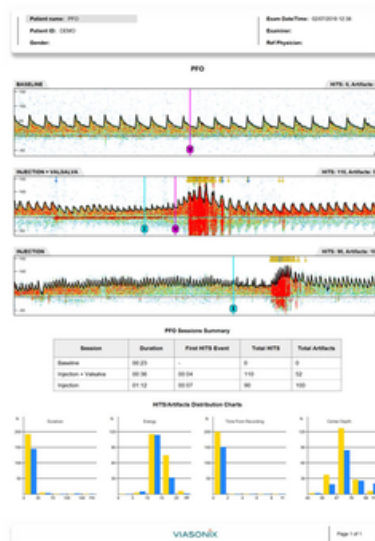 Patient name: PFO
Exam Date/Time: 02/07/2019 12:36
Patient ID: DEMO
Examiner:
Gender:
Ref Physician:
PFO
BASELINE
HITS: 0, Artifacts:
INJECTION + VALSALVA
HITS: 110, Artifacts:
INJECTION
HITS: 90, Artifacts:
PFO Sessions Summary
Session Duration First HITS Event Total HITS Total Artifacts
Baseline 00:23 - 0 0
Injection + Valsalva 00:36 00:04 110 52
Injection 01:12 00:07 90 100
HITS/Artifacts Distribution Charts
Duration
Energy
Time From Recording
Center Depth
VIASONIX
Page 1 of 1